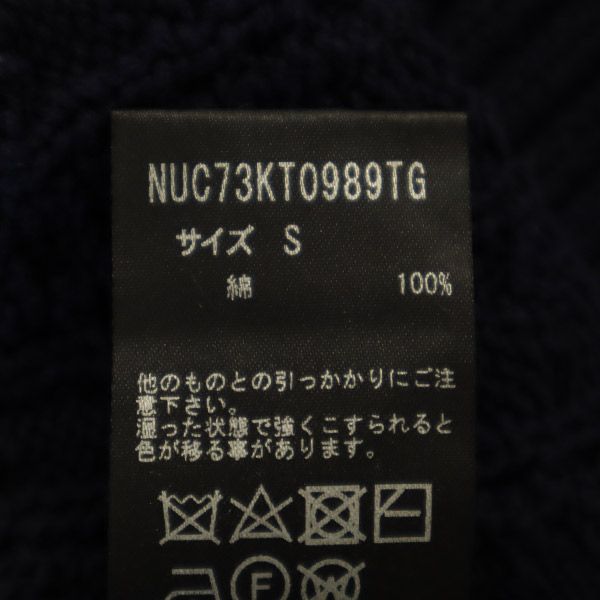 NUC73KT0989TG
サイズ S
綿 100%
他のものとの引っかかりにご注
意下さい。
湿った状態で強くこすられると
色が移る事があります。
F
W